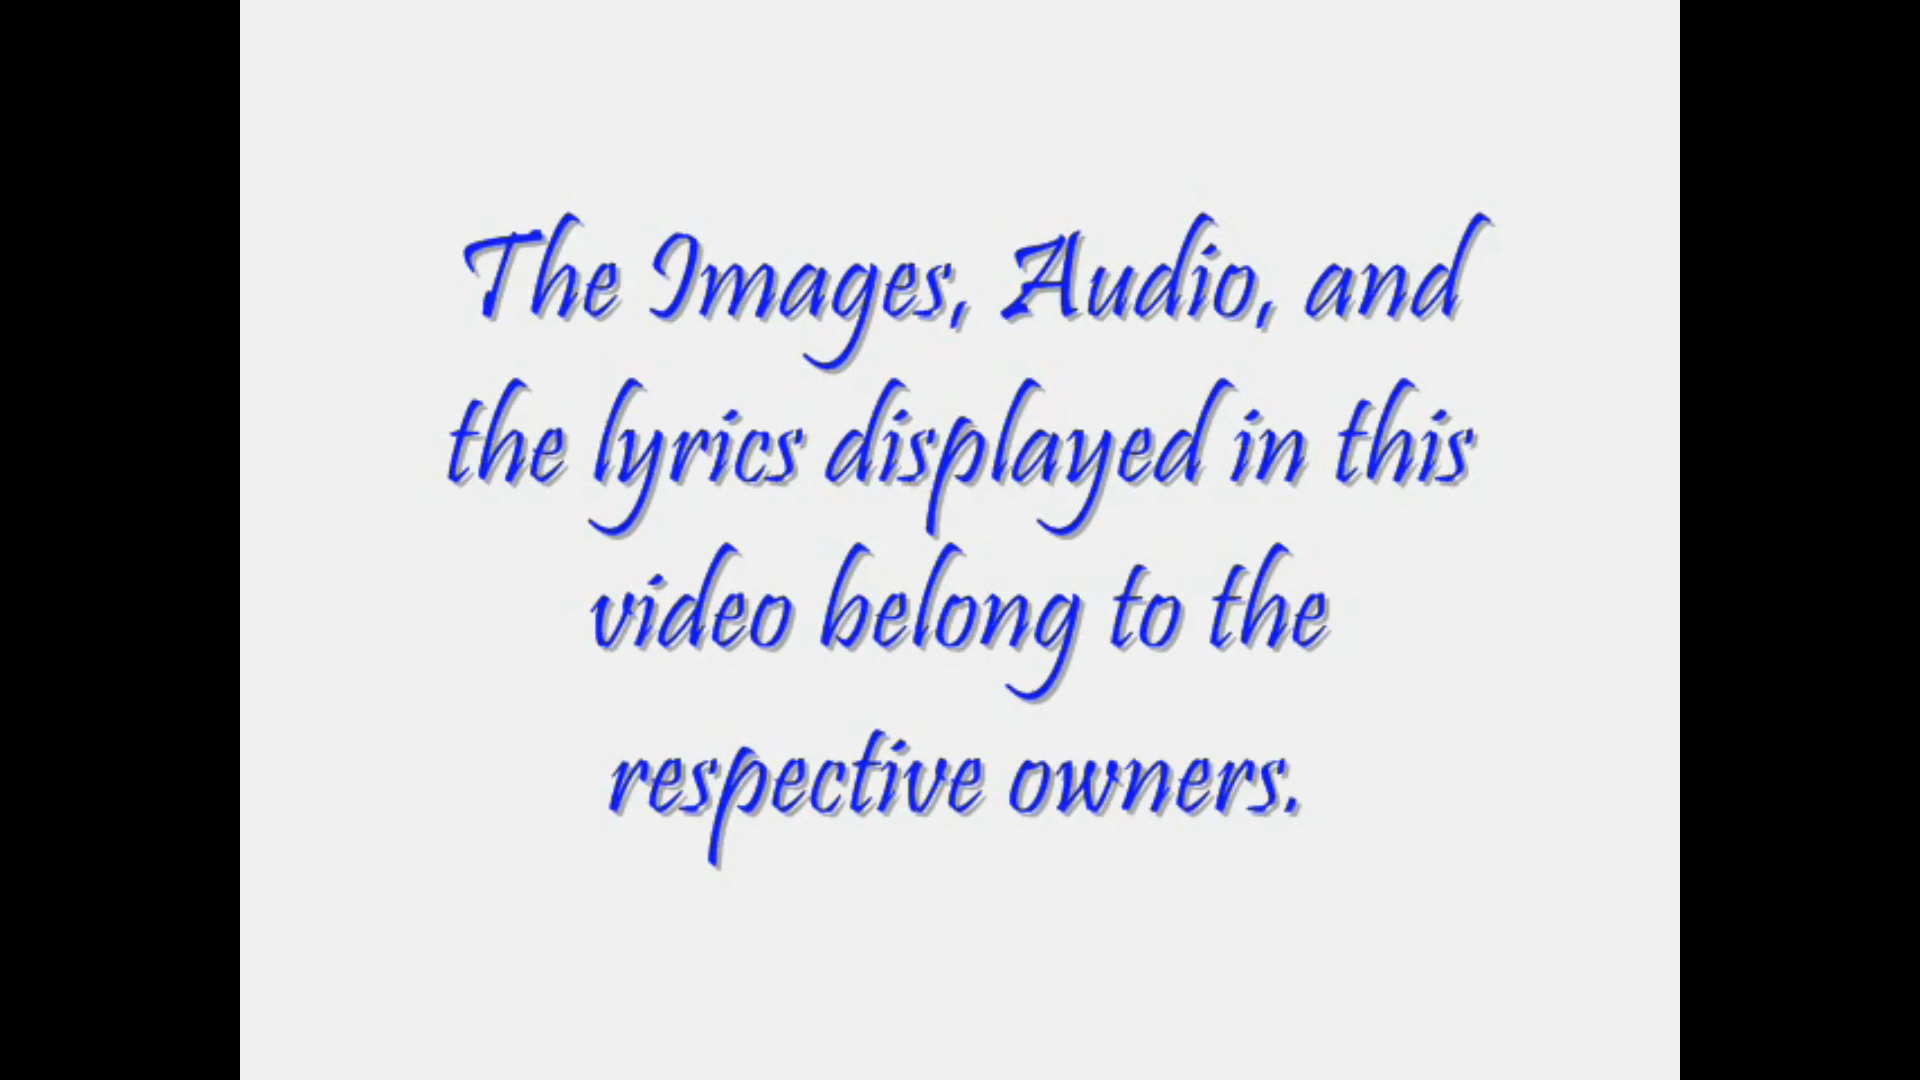 The Images, Audio, and
the lyrics displayed in this
video belong to the
respective owners.